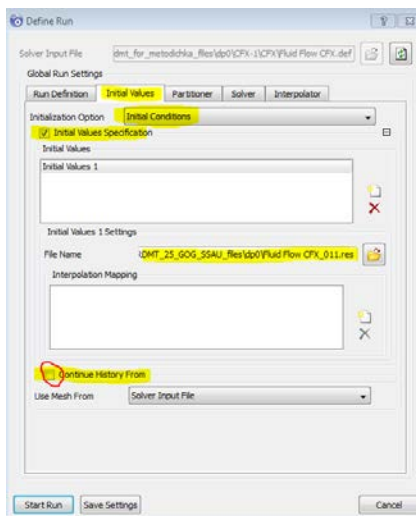 Define Run
Solver Input File dmt_for_metodichka_files\dp0\CFX-1\CFX\Fluid Flow CFX.def
Global Run Settings
Run Definition Initial Values Partitioner Solver Interpolator
Initialization Option Initial Conditions
Initial Values Specification
Initial Values
Initial Values 1
Initial Values 1 Settings
File Name \DMT_25_GOG_SSAU_files\dp0\Fluid Flow CFX_011.res
Interpolation Mapping
Continue History From
Use Mesh From Solver Input File
Start Run Save Settings Cancel